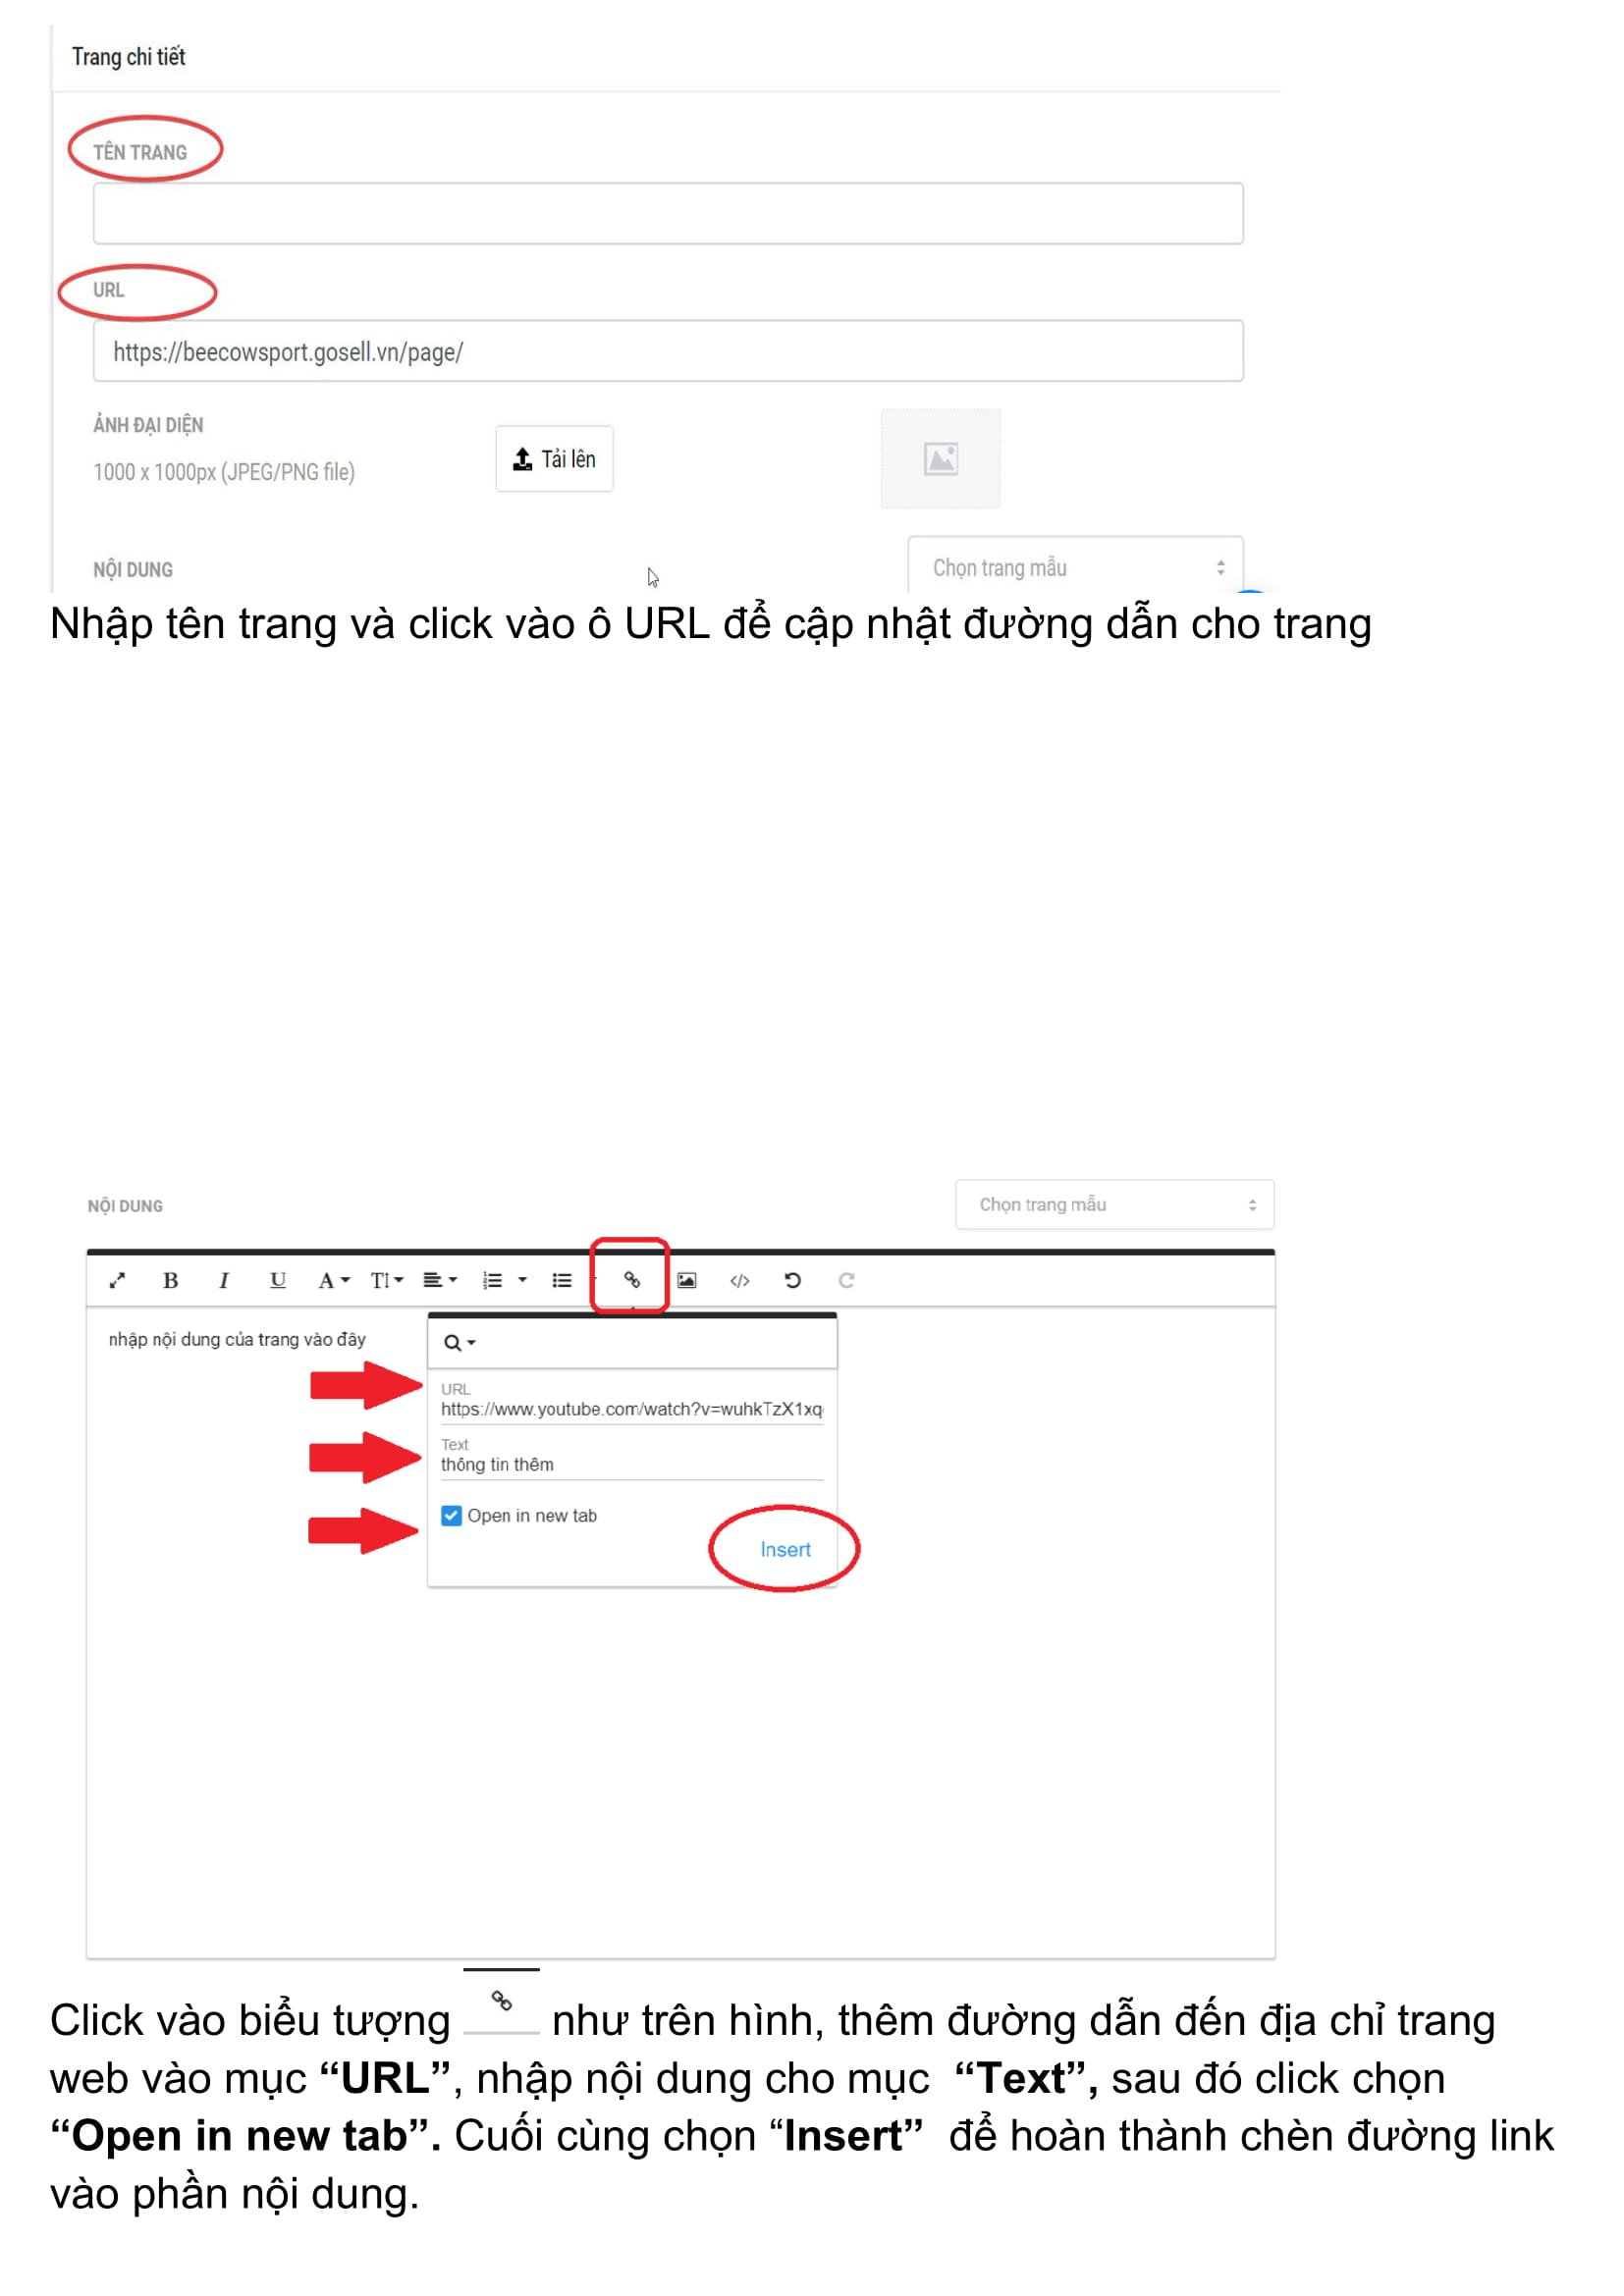 Trang chi tiết
TÊN TRANG
URL
https://beecowsport.gosell.vn/page/
ẢNH ĐẠI DIỆN
1000 x 1000px (JPEG/PNG file)
Tải lên
NỘI DUNG
Chọn trang mẫu
Nhập tên trang và click vào ô URL để cập nhật đường dẫn cho trang
NỘI DUNG
Chọn trang mẫu
B I U A T
nhập nội dung của trang vào đây
URL
https://www.youtube.com/watch?v=wuhkTzX1xq
Text
thông tin thêm
Open in new tab
Insert
Click vào biểu tượng như trên hình, thêm đường dẫn đến địa chỉ trang
web vào mục “URL”, nhập nội dung cho mục “Text”, sau đó click chọn
“Open in new tab”. Cuối cùng chọn “Insert” để hoàn thành chèn đường link
vào phần nội dung.